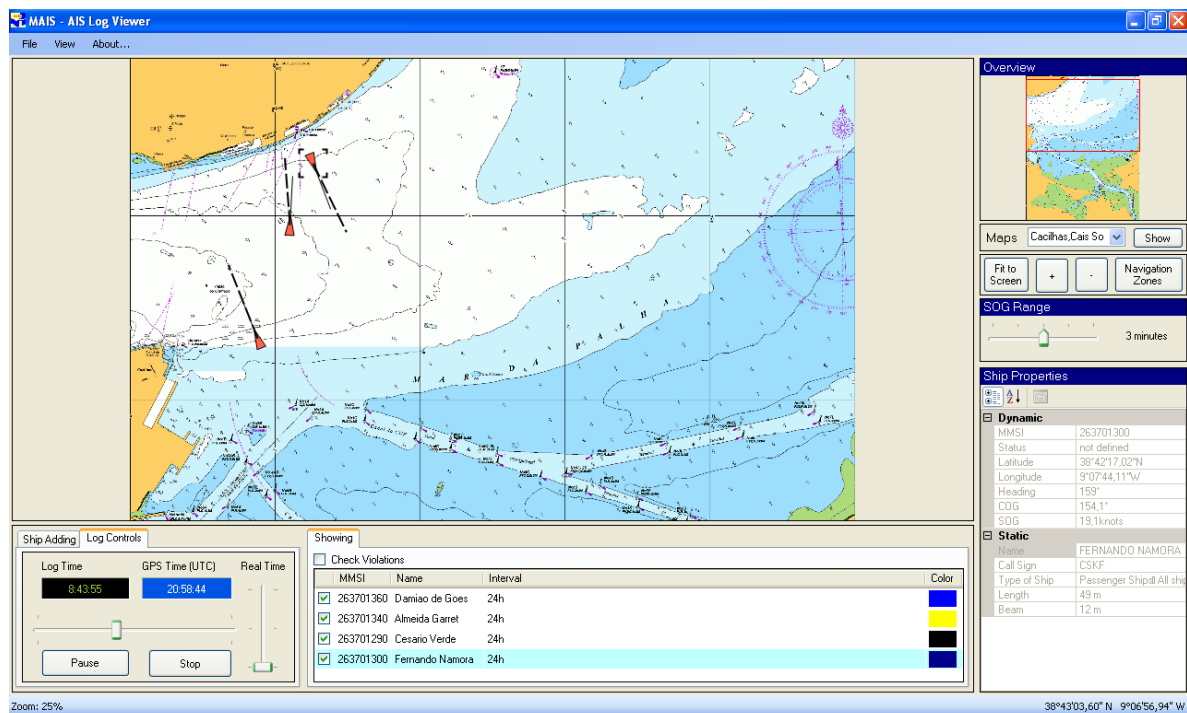 MAIS - AIS Log Viewer
File View About...
M A R D A P A L H A
Overview
Maps Cacilhas,Cais So Show
Fit to Screen + - Navigation Zones
SOG Range
3 minutes
Ship Properties
Dynamic
MMSI 263701300
Status not defined
Latitude 38°42'17,02"N
Longitude 9°07'44,11"W
Heading 159°
COG 154,1°
SOG 19,1knots
Static
Name FERNANDO NAMORA
Call Sign CSKF
Type of Ship Passenger Ships All ship
Length 49 m
Beam 12 m
Ship Adding Log Controls
Log Time GPS Time (UTC) Real Time
8:43:55 20:58:44
Pause Stop
Showing
Check Violations
MMSI Name Interval Color
263701360 Damiao de Goes 24h
263701340 Almeida Garret 24h
263701290 Cesario Verde 24h
263701300 Fernando Namora 24h
Zoom: 25% 38°43'03,60" N 9°06'56,94" W